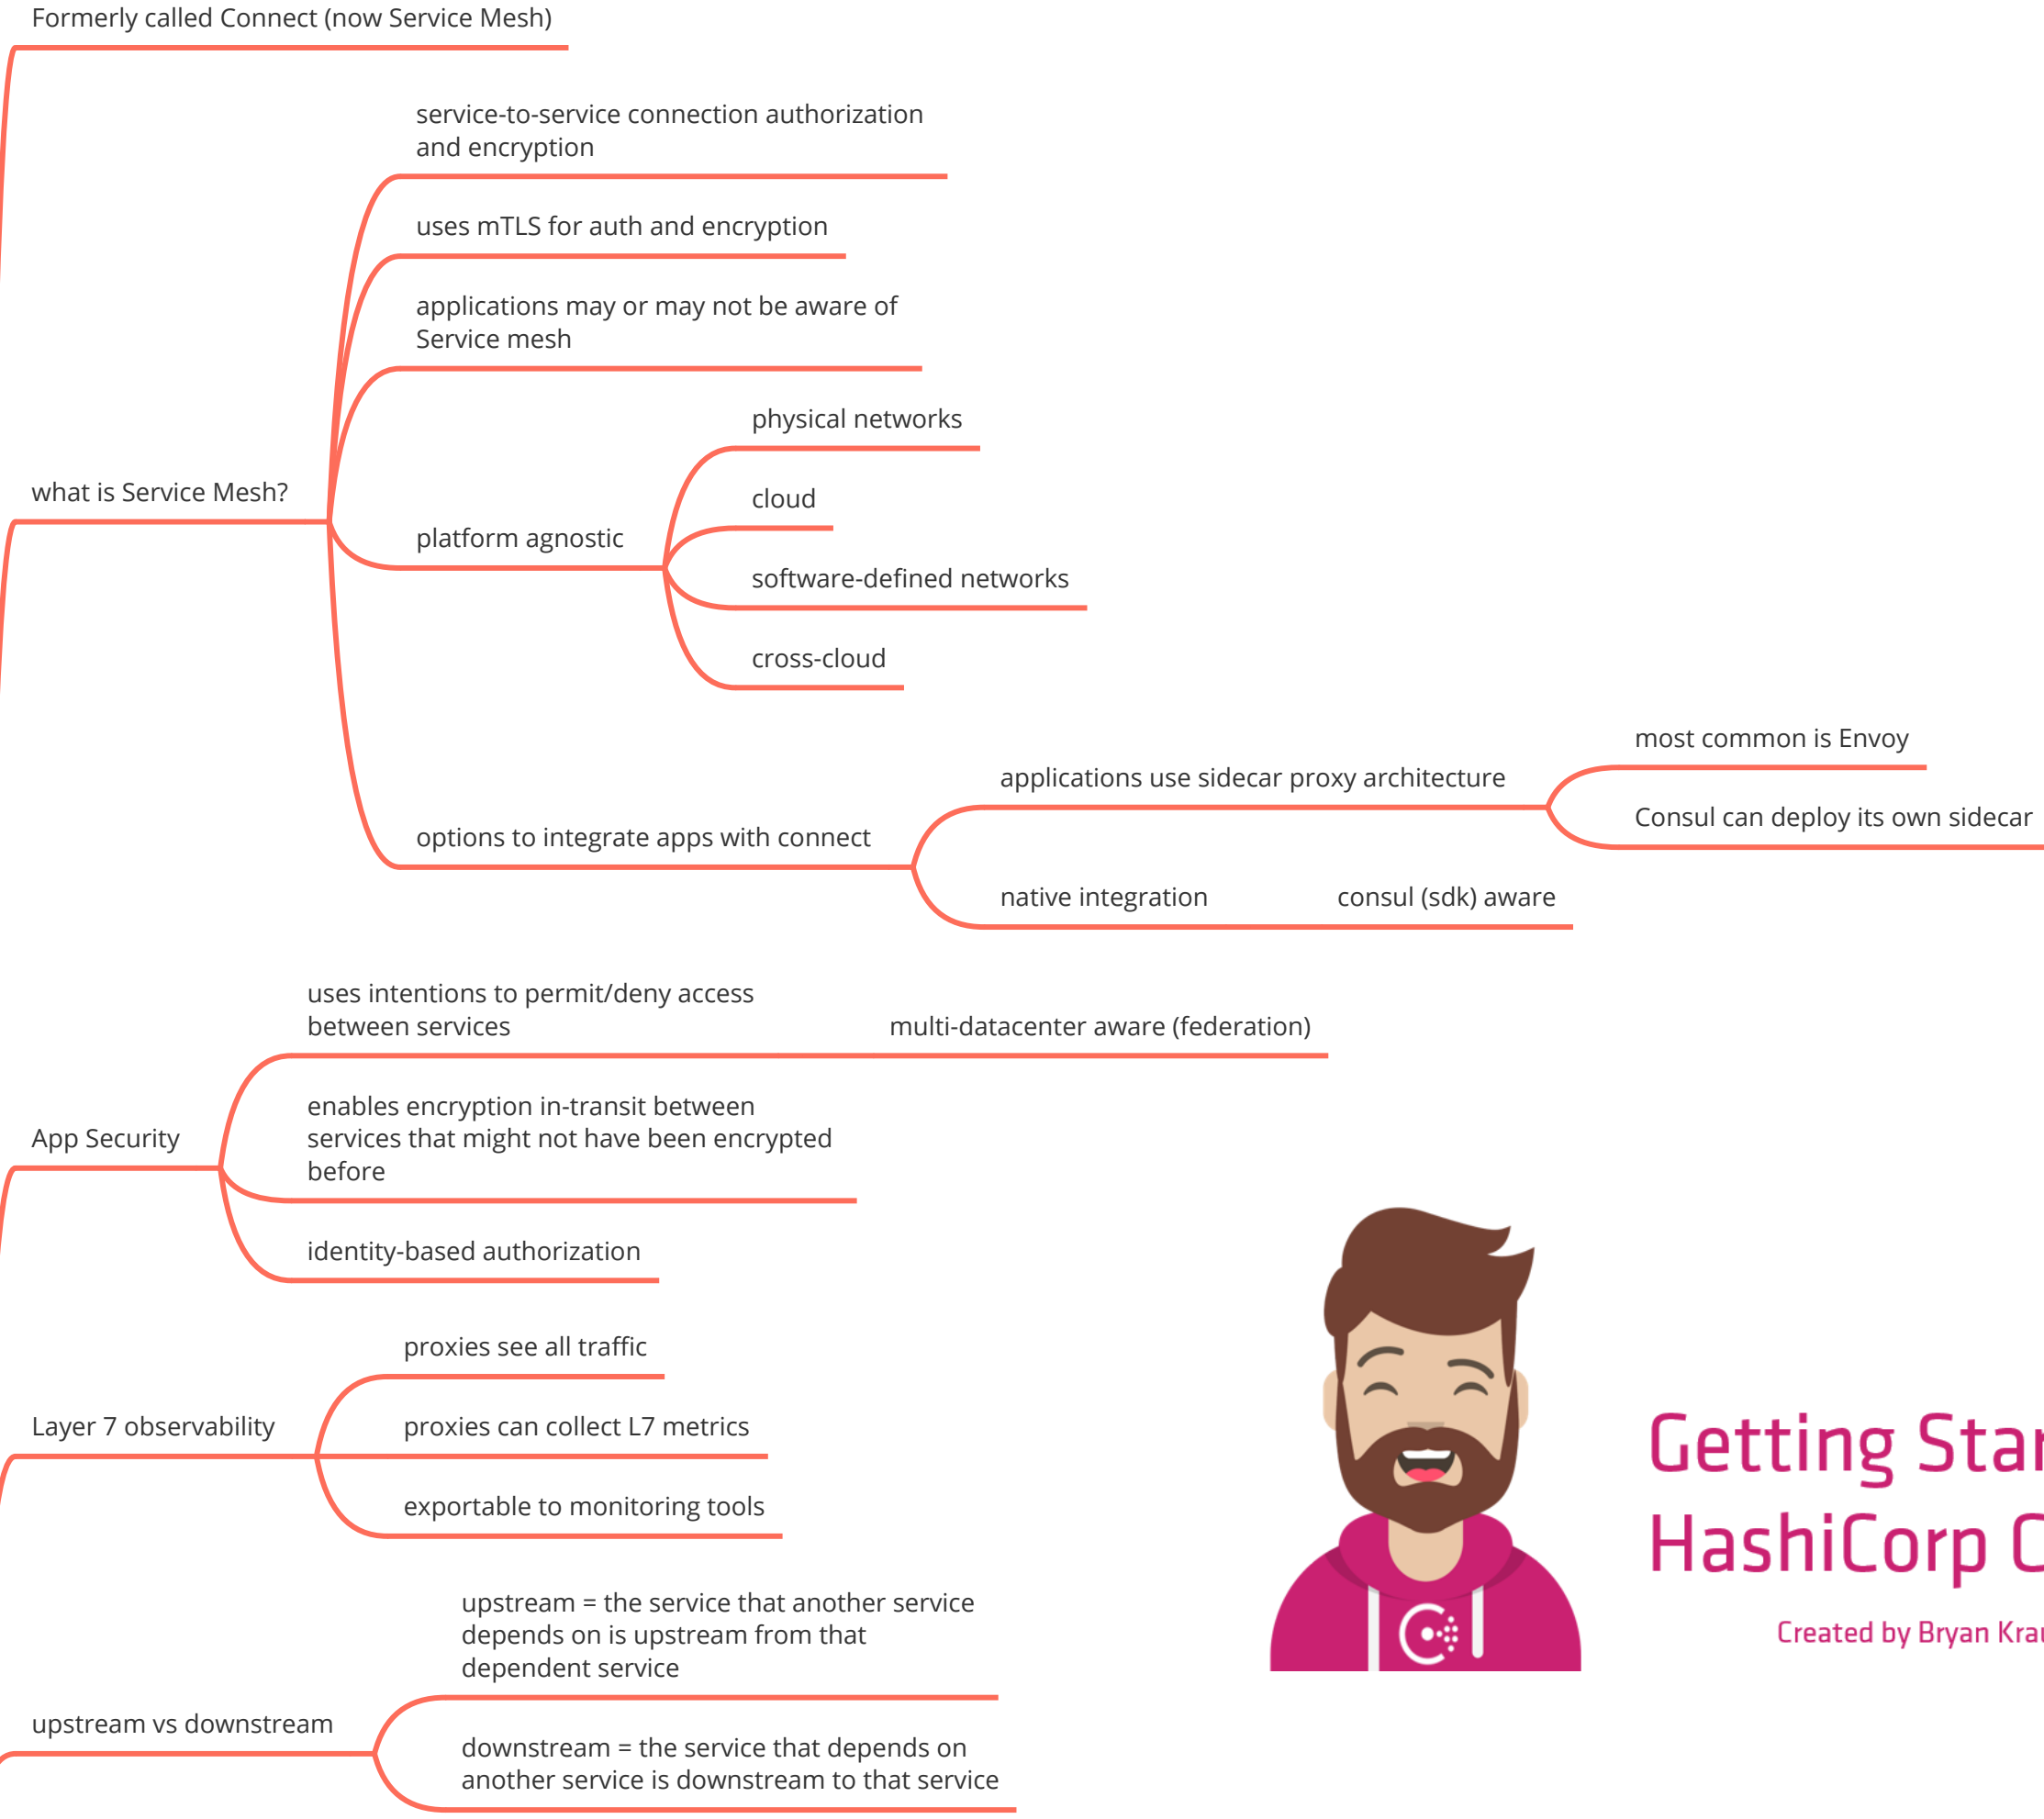 Formerly called Connect (now Service Mesh)
service-to-service connection authorization
and encryption
uses mTLS for auth and encryption
applications may or may not be aware of
Service mesh
what is Service Mesh?
platform agnostic
physical networks
cloud
software-defined networks
cross-cloud
options to integrate apps with connect
applications use sidecar proxy architecture
most common is Envoy
Consul can deploy its own sidecar
native integration
consul (sdk) aware
App Security
uses intentions to permit/deny access
between services
multi-datacenter aware (federation)
enables encryption in-transit between
services that might not have been encrypted
before
identity-based authorization
Layer 7 observability
proxies see all traffic
proxies can collect L7 metrics
exportable to monitoring tools
upstream vs downstream
upstream = the service that another service
depends on is upstream from that
dependent service
downstream = the service that depends on
another service is downstream to that service
Getting
HashiCorp
Created by Bryan